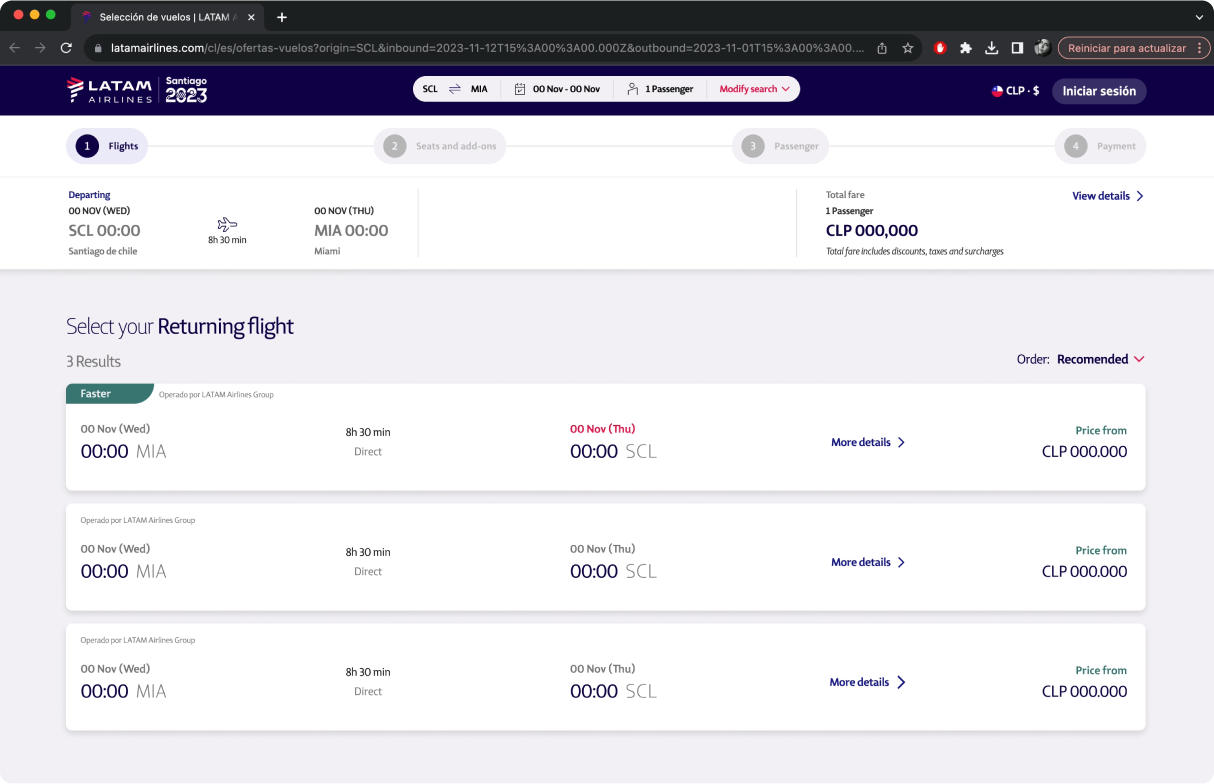 Selección de vuelos | LATAM A
latamairlines.com/cl/es/ofertas-vuelos?origin=SCL&inbound=2023-11-12T15%3A00%3A00.000Z&outbound=2023-11-01T15%3A00%3A00....
Reiniciar para actualizar
LATAM AIRLINES
Santiago 2023
SCL MIA 00 Nov - 00 Nov 1 Passenger Modify search
CLP · $ Iniciar sesión
1 Flights
2 Seats and add-ons
3 Passenger
4 Payment
Departing
00 NOV (WED)
SCL 00:00
Santiago de chile
8h 30 min
00 NOV (THU)
MIA 00:00
Miami
Total fare
1 Passenger
CLP 000,000
Total fare includes discounts, taxes and surcharges
View details
Select your Returning flight
3 Results
Order: Recomended
Faster Operado por LATAM Airlines Group
00 Nov (Wed)
00:00 MIA
8h 30 min
Direct
00 Nov (Thu)
00:00 SCL
More details
Price from
CLP 000.000
Operado por LATAM Airlines Group
00 Nov (Wed)
00:00 MIA
8h 30 min
Direct
00 Nov (Thu)
00:00 SCL
More details
Price from
CLP 000.000
Operado por LATAM Airlines Group
00 Nov (Wed)
00:00 MIA
8h 30 min
Direct
00 Nov (Thu)
00:00 SCL
More details
Price from
CLP 000.000